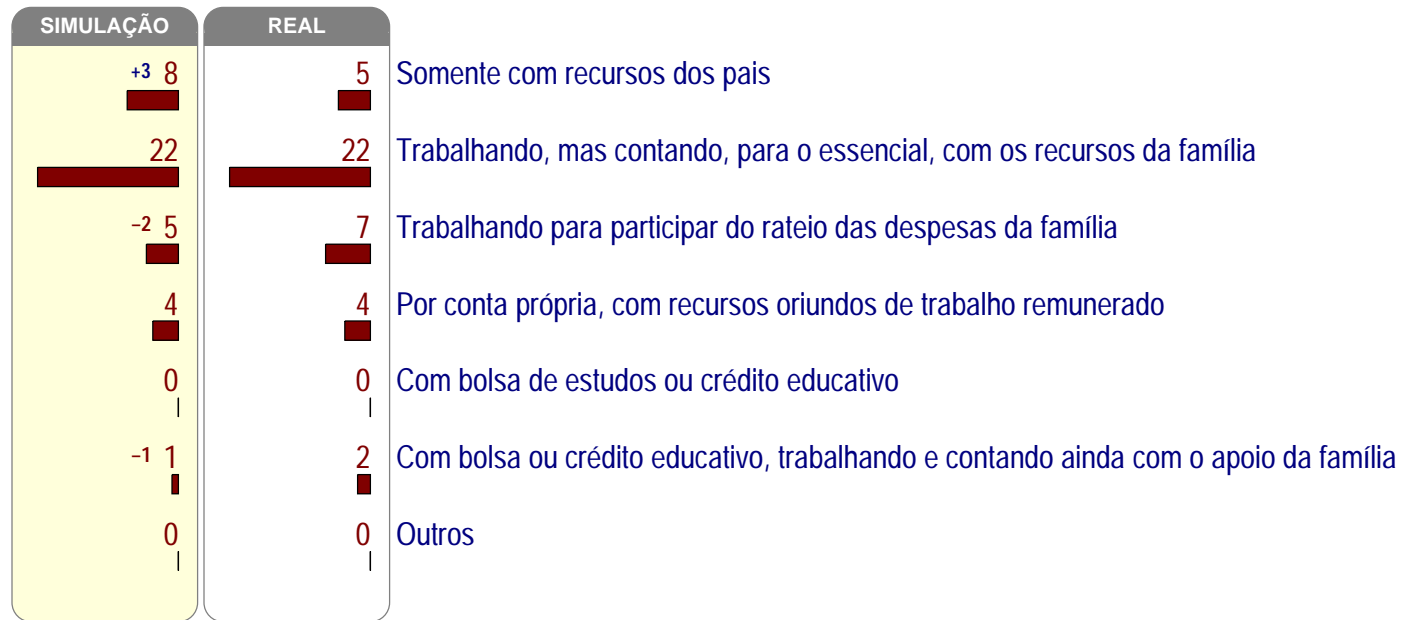 SIMULAÇÃO REAL
+3 8 5 Somente com recursos dos pais
22 22 Trabalhando, mas contando, para o essencial, com os recursos da família
−2 5 7 Trabalhando para participar do rateio das despesas da família
4 4 Por conta própria, com recursos oriundos de trabalho remunerado
0 0 Com bolsa de estudos ou crédito educativo
−1 1 2 Com bolsa ou crédito educativo, trabalhando e contando ainda com o apoio da família
0 0 Outros